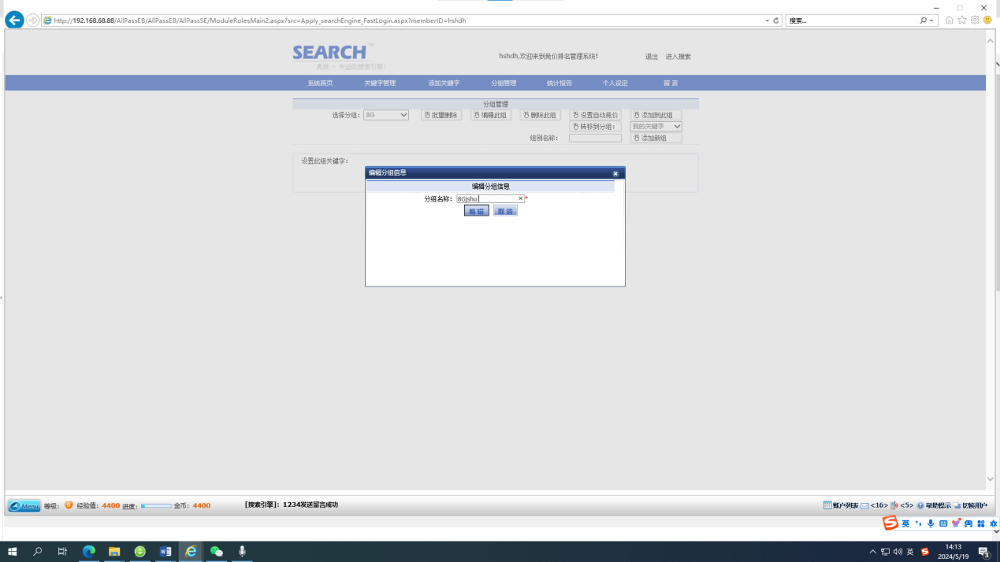 http://192.168.68.88/AllPassEB/AllPassEB/AllPassSE/ModuleRolesMain2.aspx?src=Apply_searchEngine_FastLogin.aspx?memberID=hshdh
搜索...
SEARCH™
高效 · 专业的搜索引擎!
hshdh,欢迎来到竞价排名管理系统! 退出 进入搜索
系统首页 关键字管理 添加关键字 分组管理 统计报告 个人设定 留 言
分组管理
选择分组: 8G 批量删除 编辑此组 删除此组 设置自动竞价 添加到此组
转移到分组: 我的关键字
组别名称: 添加新组
设置此组关键字:
编辑分组信息
编缉分组信息
分组名称: 8Gjshu *
编 辑 取 消
Menu 等级: 经验值: 4400 进度: 金币: 4400 [搜索引擎]: 1234发送留言成功 账户列表 <16> <5> 帮助提示 切换用户
英
英
14:13
2024/5/19
3